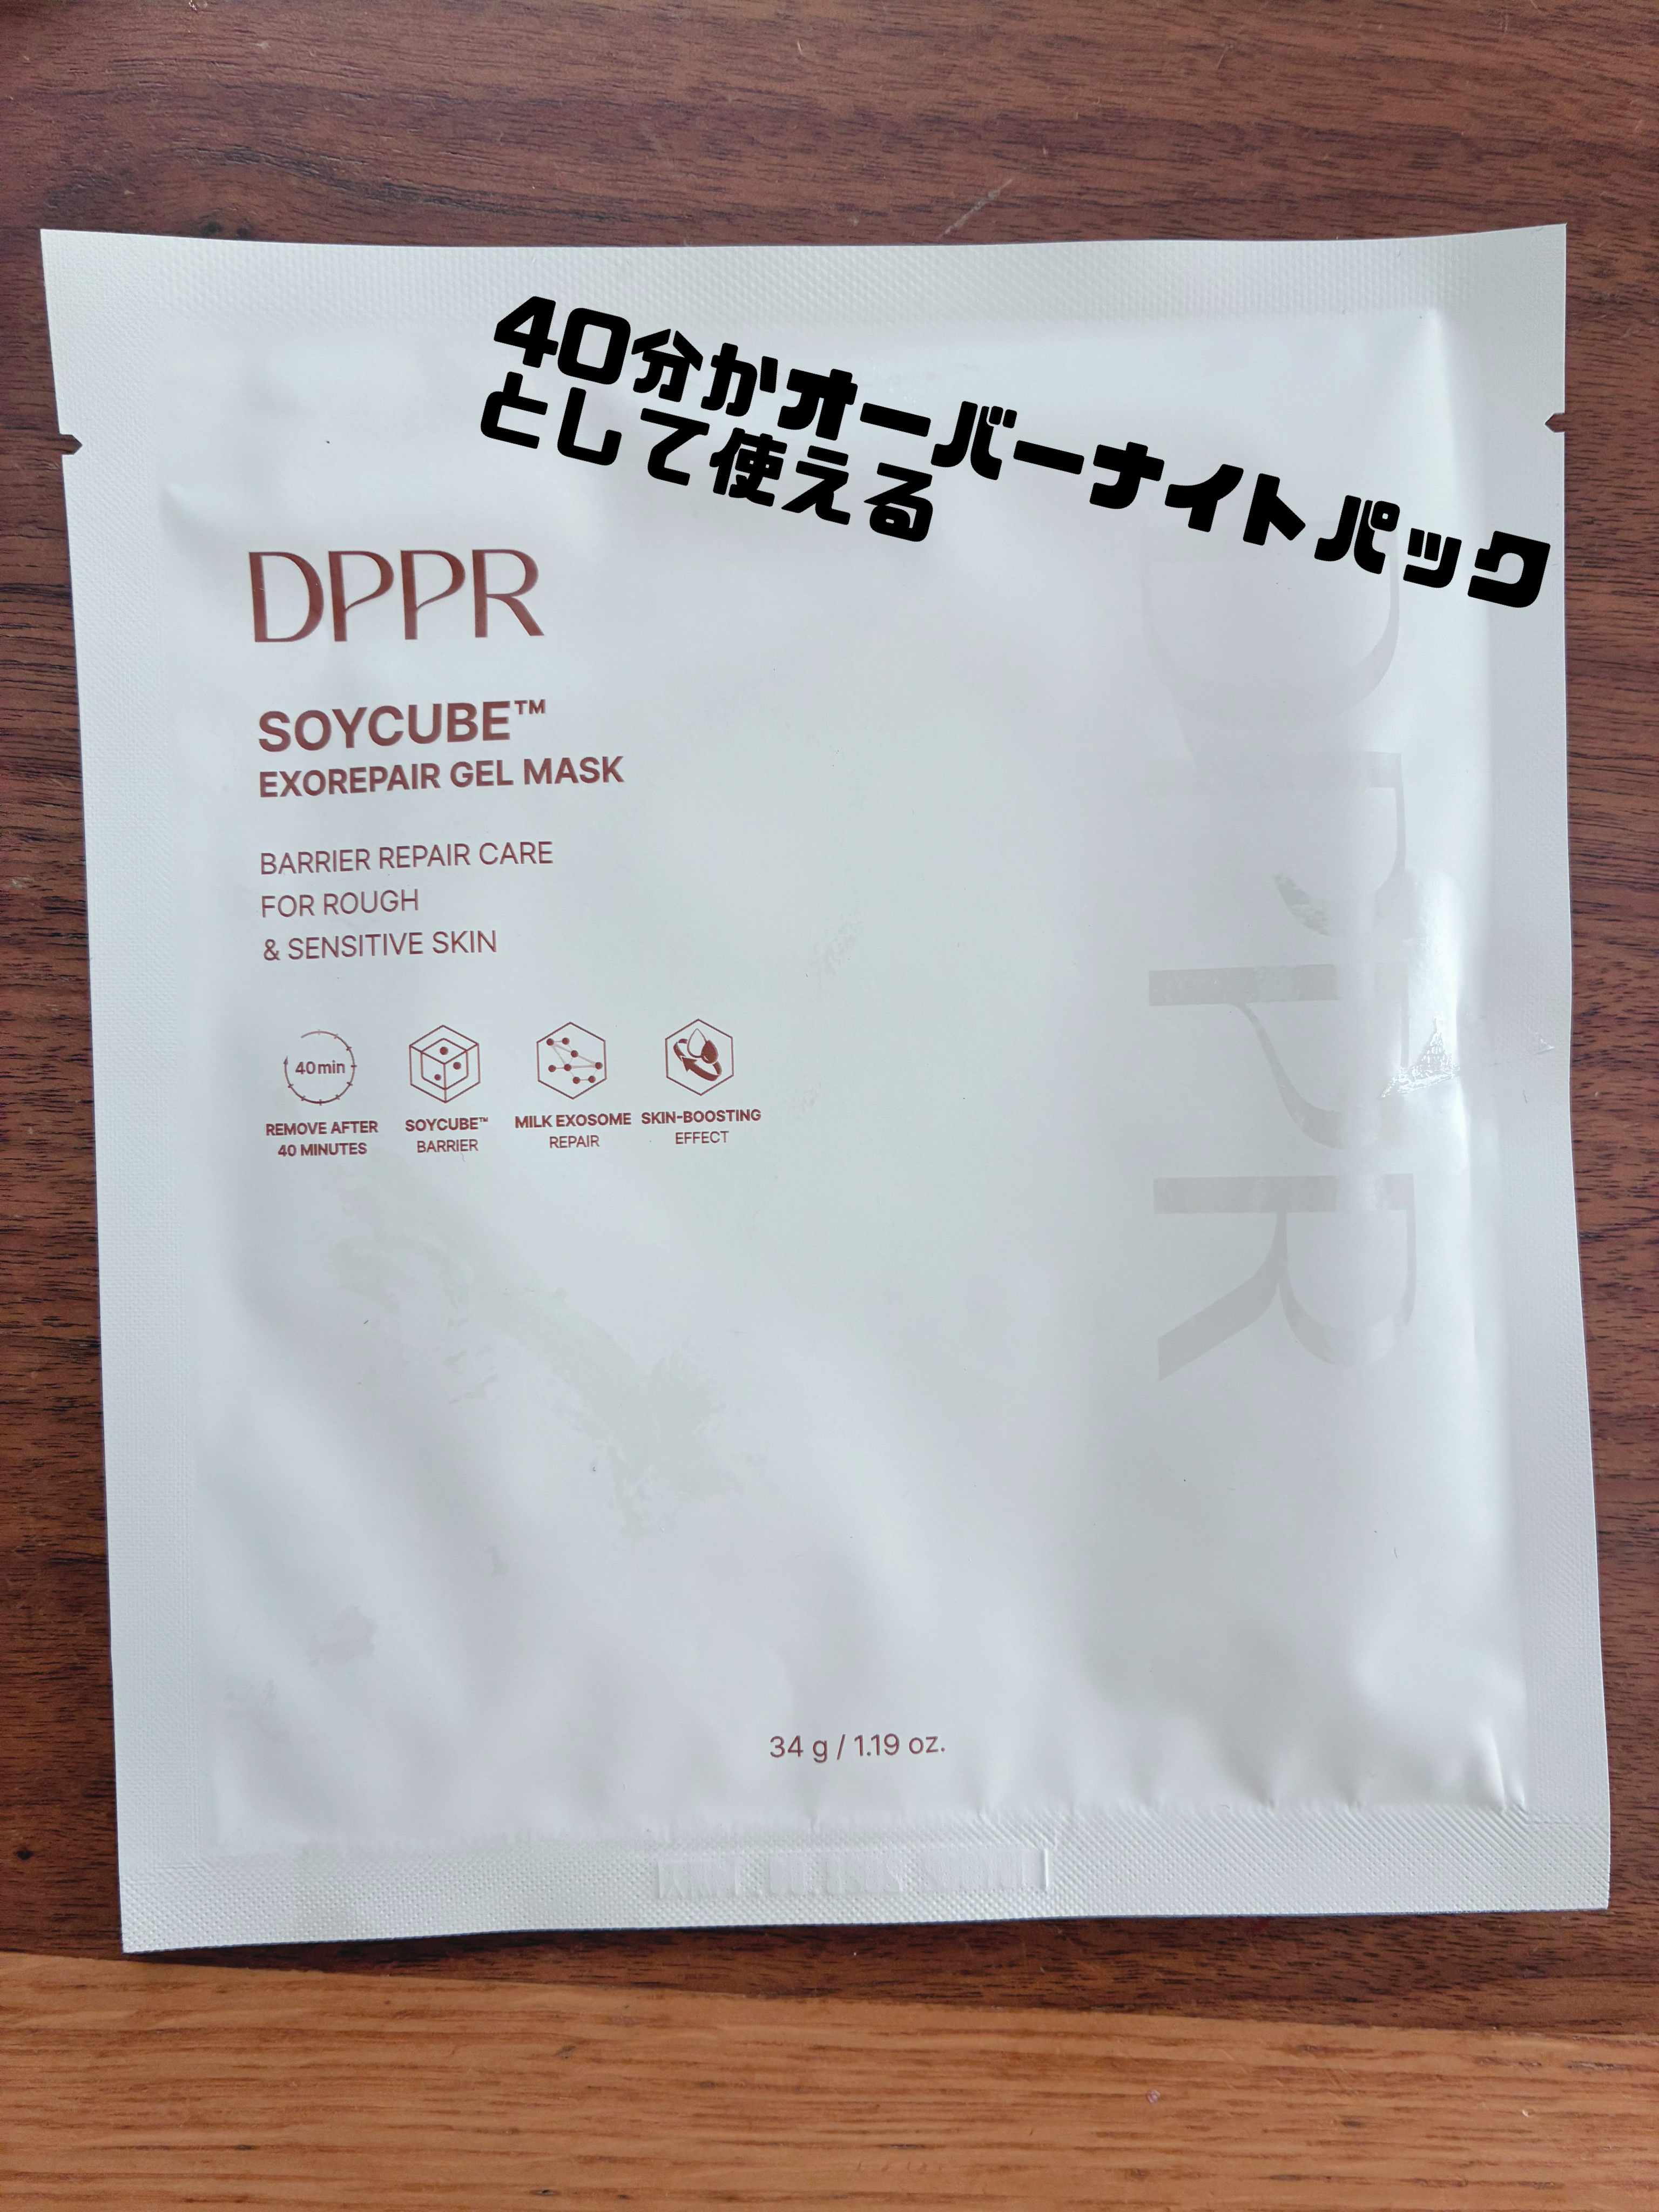 40分かオーバーナイトパック
として使える
DPPR
SOYCUBE™
EXOREPAIR GEL MASK
BARRIER REPAIR CARE
FOR ROUGH
& SENSITIVE SKIN
40min
REMOVE AFTER
40 MINUTES
SOYCUBE™
BARRIER
MILK EXOSOME
REPAIR
SKIN-BOOSTING
EFFECT
DPPR
34 g / 1.19 oz.